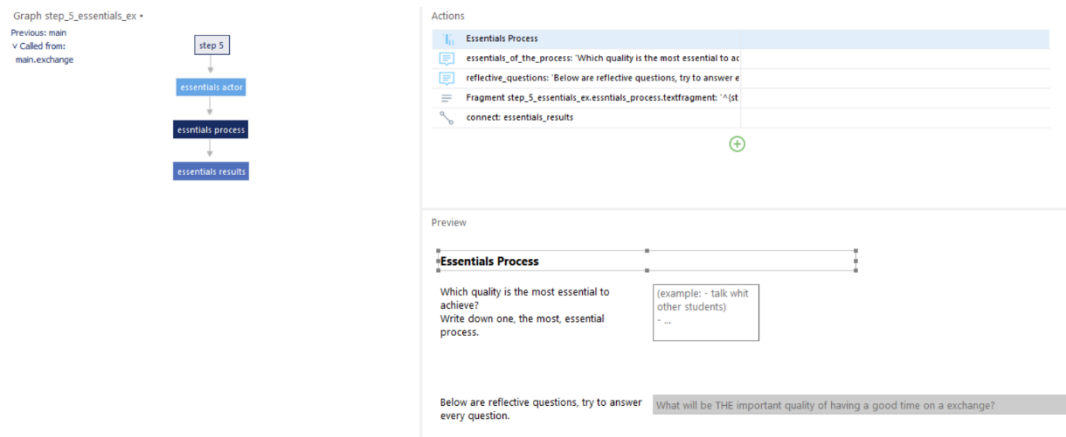 Graph step_5_essentials_ex
Previous: main
Called from:
main.exchange
step 5
essentials actor
essntials process
essentials results
Actions
Essentials Process
essentials_of_the_process: 'Which quality is the most essential to ac
reflective_questions: 'Below are reflective questions, try to answer e
Fragment step_5_essentials_ex.essntials_process.textfragment: '^{st
connect: essentials_results
Preview
Essentials Process
Which quality is the most essential to
achieve?
Write down one, the most, essential
process.
(example: - talk whit
other students)
- ...
Below are reflective questions, try to answer
every question.
What will be THE important quality of having a good time on a exchange?